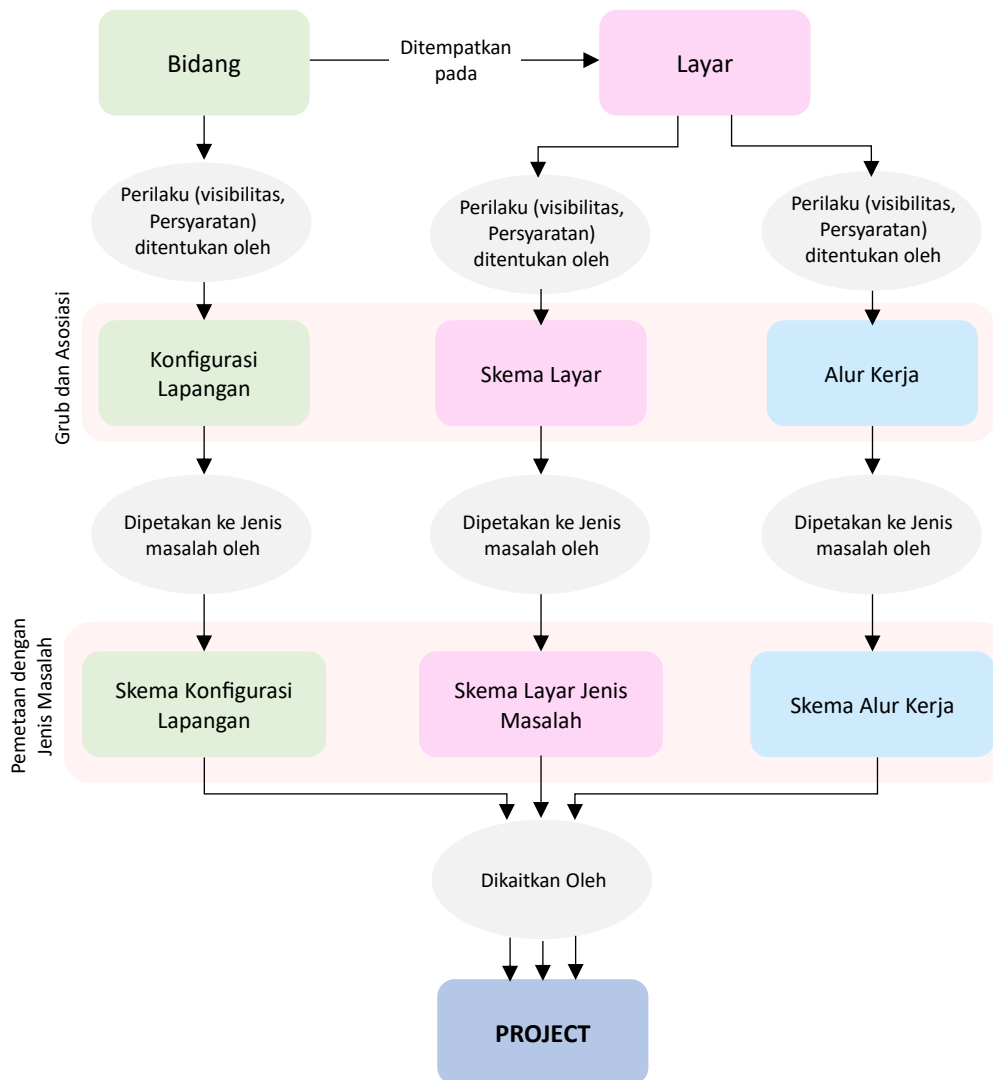 Bidang
Ditempatkan
pada
Layar
Perilaku (visibilitas,
Persyaratan)
ditentukan oleh
Perilaku (visibilitas,
Persyaratan)
ditentukan oleh
Perilaku (visibilitas,
Persyaratan)
ditentukan oleh
Grub dan Asosiasi
Konfigurasi
Lapangan
Skema Layar
Alur Kerja
Dipetakan ke Jenis
masalah oleh
Dipetakan ke Jenis
masalah oleh
Dipetakan ke Jenis
masalah oleh
Pemetaan dengan
Jenis Masalah
Skema Konfigurasi
Lapangan
Skema Layar Jenis
Masalah
Skema Alur Kerja
Dikaitkan Oleh
PROJECT